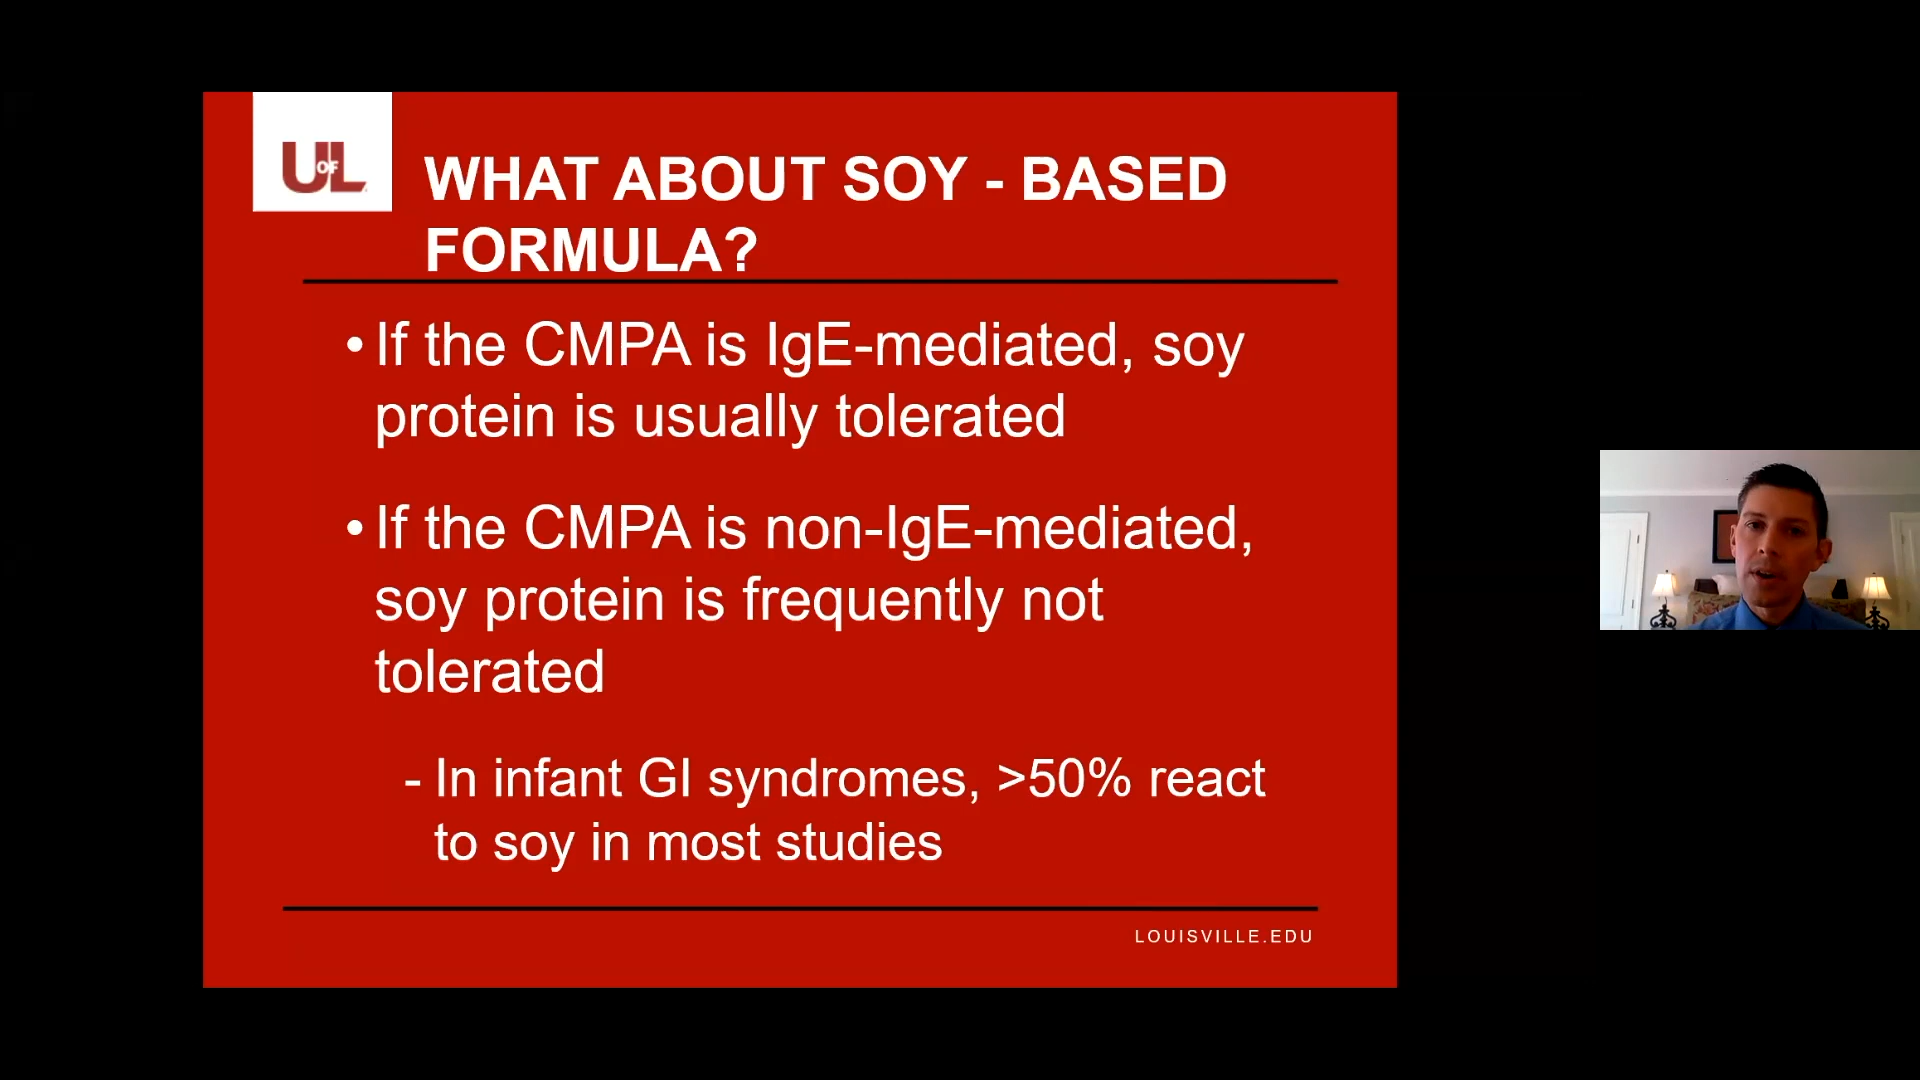 UofL
WHAT ABOUT SOY - BASED
FORMULA?
• If the CMPA is IgE-mediated, soy
protein is usually tolerated
• If the CMPA is non-IgE-mediated,
soy protein is frequently not
tolerated
- In infant GI syndromes, >50% react
to soy in most studies
LOUISVILLE.EDU